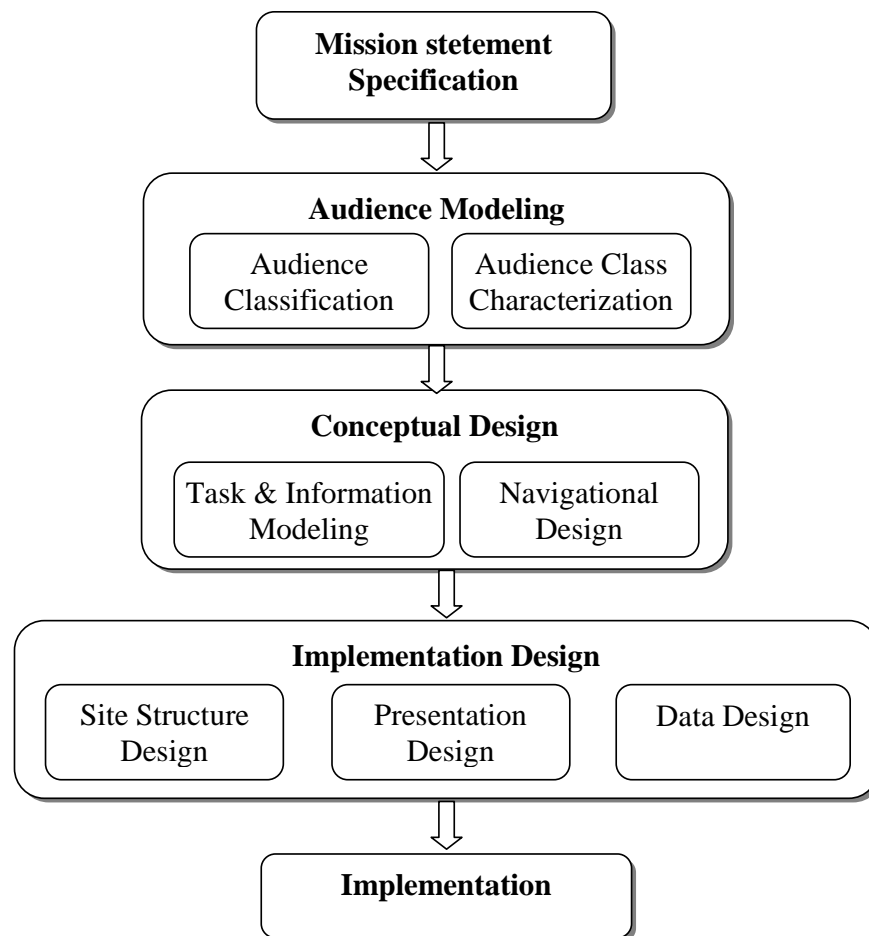 Mission stetement
Specification
Audience Modeling
Audience
Classification
Audience Class
Characterization
Conceptual Design
Task & Information
Modeling
Navigational
Design
Implementation Design
Site Structure
Design
Presentation
Design
Data Design
Implementation